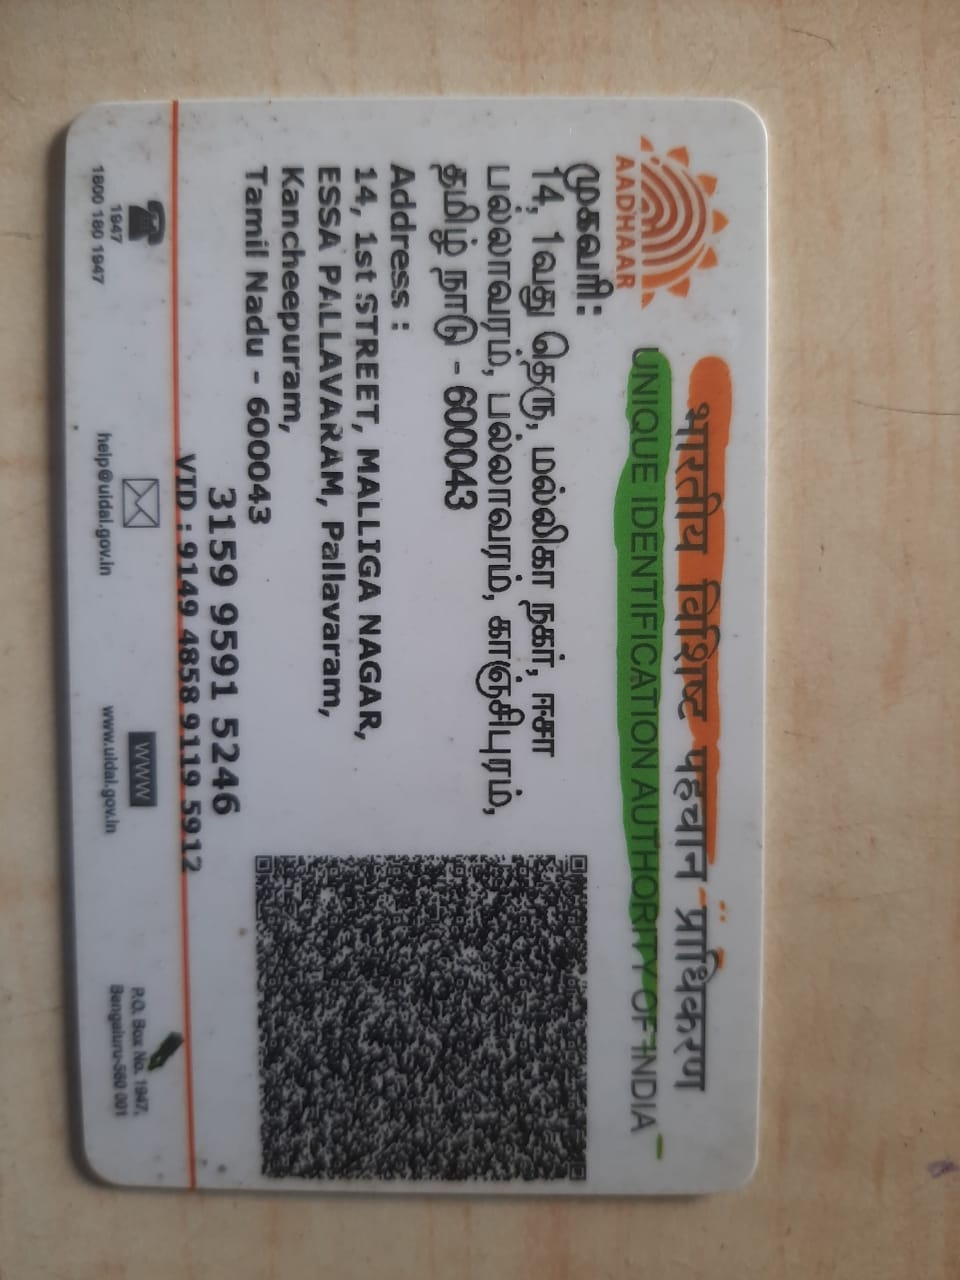 भारतीय विशिष्ट पहचान प्राधिकरण
UNIQUE IDENTIFICATION AUTHORITY OF INDIA
AADHAAR
முகவரி :
14, 1வது தெரு, மல்லிகா நகர், ஈசா
பல்லாவரம், பல்லாவரம், காஞ்சிபுரம்,
தமிழ் நாடு - 600043
Address :
14, 1st STREET, MALLIGA NAGAR,
ESSA PALLAVARAM, Pallavaram,
Kancheepuram,
Tamil Nadu - 600043
3159 9591 5246
VID : 9149 4858 9119 5912
1947
1800 180 1947
help@uidai.gov.in
WWW
www.uidai.gov.in
P.O. Box No. 1947,
Bengaluru-560 001